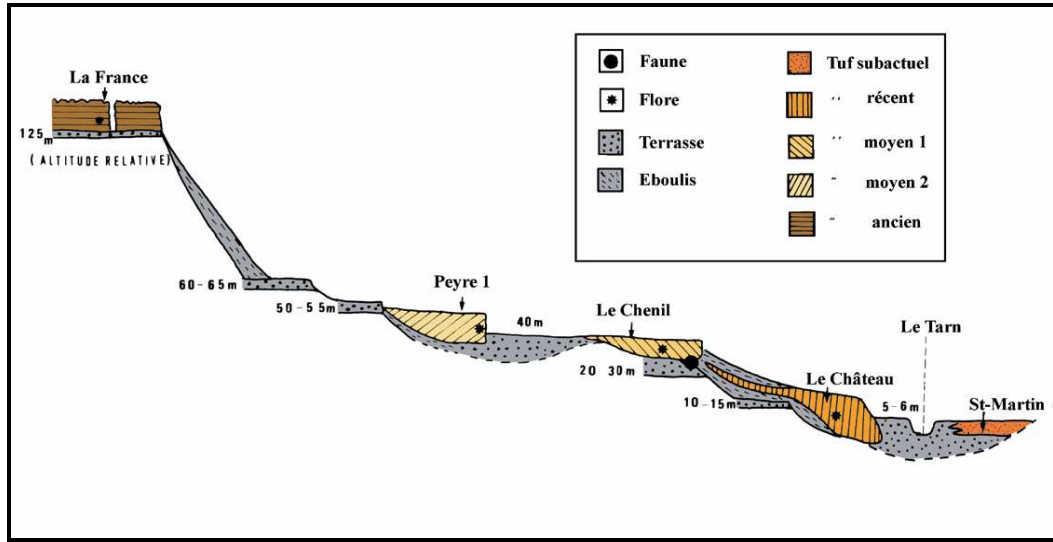 La France
125 m
( ALTITUDE RELATIVE)
60-65m
50-55m
Peyre 1
40m
Le Chenil
20 30m
10-15m
Le Château
5-6m
Le Tarn
St-Martin
Faune
Flore
Terrasse
Eboulis
Tuf subactuel
׳׳ récent
׳׳ moyen 1
״ moyen 2
״ ancien